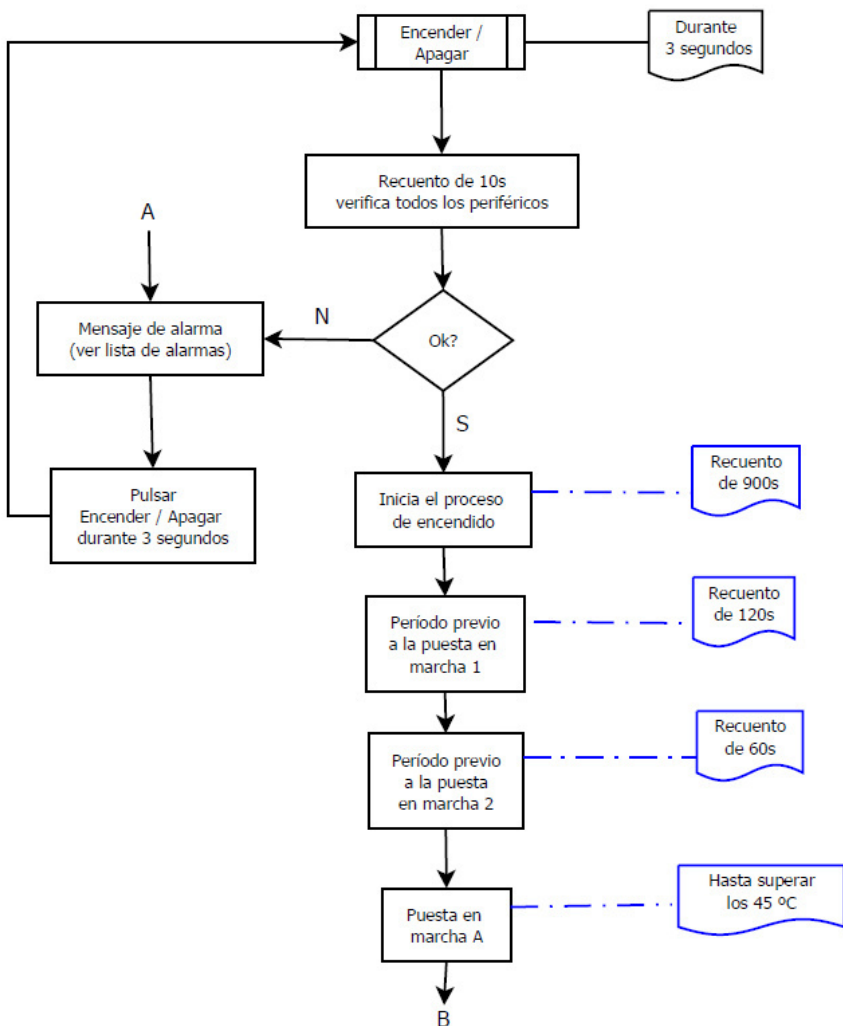 Encender /
Apagar
Durante
3 segundos
Recuento de 10s
verifica todos los periféricos
A
Mensaje de alarma
(ver lista de alarmas)
N
Ok?
S
Pulsar
Encender / Apagar
durante 3 segundos
Inicia el proceso
de encendido
Recuento
de 900s
Período previo
a la puesta en
marcha 1
Recuento
de 120s
Período previo
a la puesta
en marcha 2
Recuento
de 60s
Puesta en
marcha A
Hasta superar
los 45 ºC
B